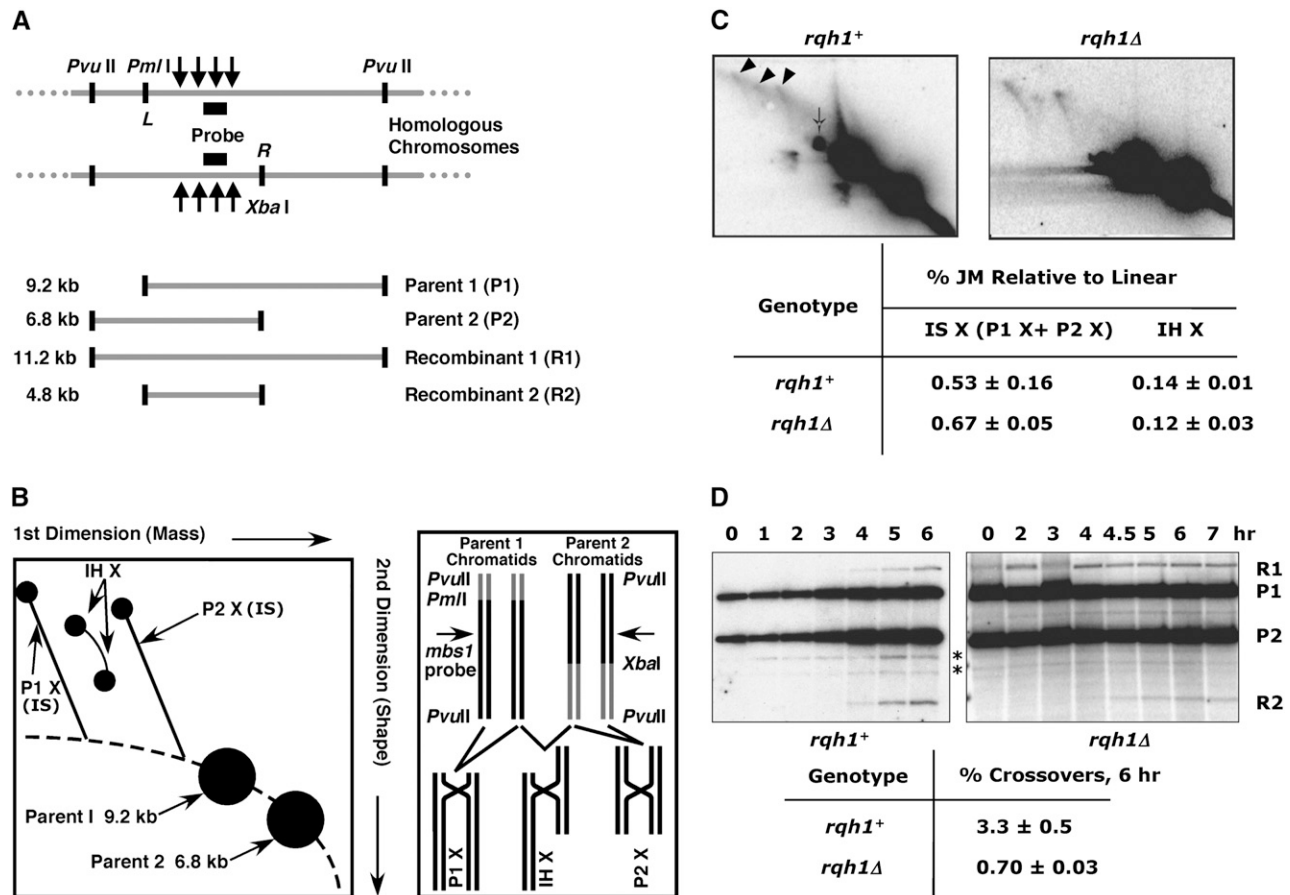 A
Pvu II Pml I Pvu II
L
Probe
Homologous
Chromosomes
R
Xba I
9.2 kb Parent 1 (P1)
6.8 kb Parent 2 (P2)
11.2 kb Recombinant 1 (R1)
4.8 kb Recombinant 2 (R2)
B
1st Dimension (Mass)
2nd Dimension (Shape)
IH X
P2 X (IS)
P1 X
(IS)
Parent I 9.2 kb
Parent 2 6.8 kb
Parent 1 Parent 2
Chromatids Chromatids
PvuII PvuII
PmlI
mbs1
probe
XbaI
PvuII PvuII
P1 X
IH X
P2 X
C
rqh1+ rqh1Δ
% JM Relative to Linear
Genotype
IS X (P1 X+ P2 X) IH X
rqh1+ 0.53 ± 0.16 0.14 ± 0.01
rqh1Δ 0.67 ± 0.05 0.12 ± 0.03
D
0 1 2 3 4 5 6 0 2 3 4 4.5 5 6 7 hr
R1
P1
P2
*
*
R2
rqh1+ rqh1Δ
Genotype % Crossovers, 6 hr
rqh1+ 3.3 ± 0.5
rqh1Δ 0.70 ± 0.03